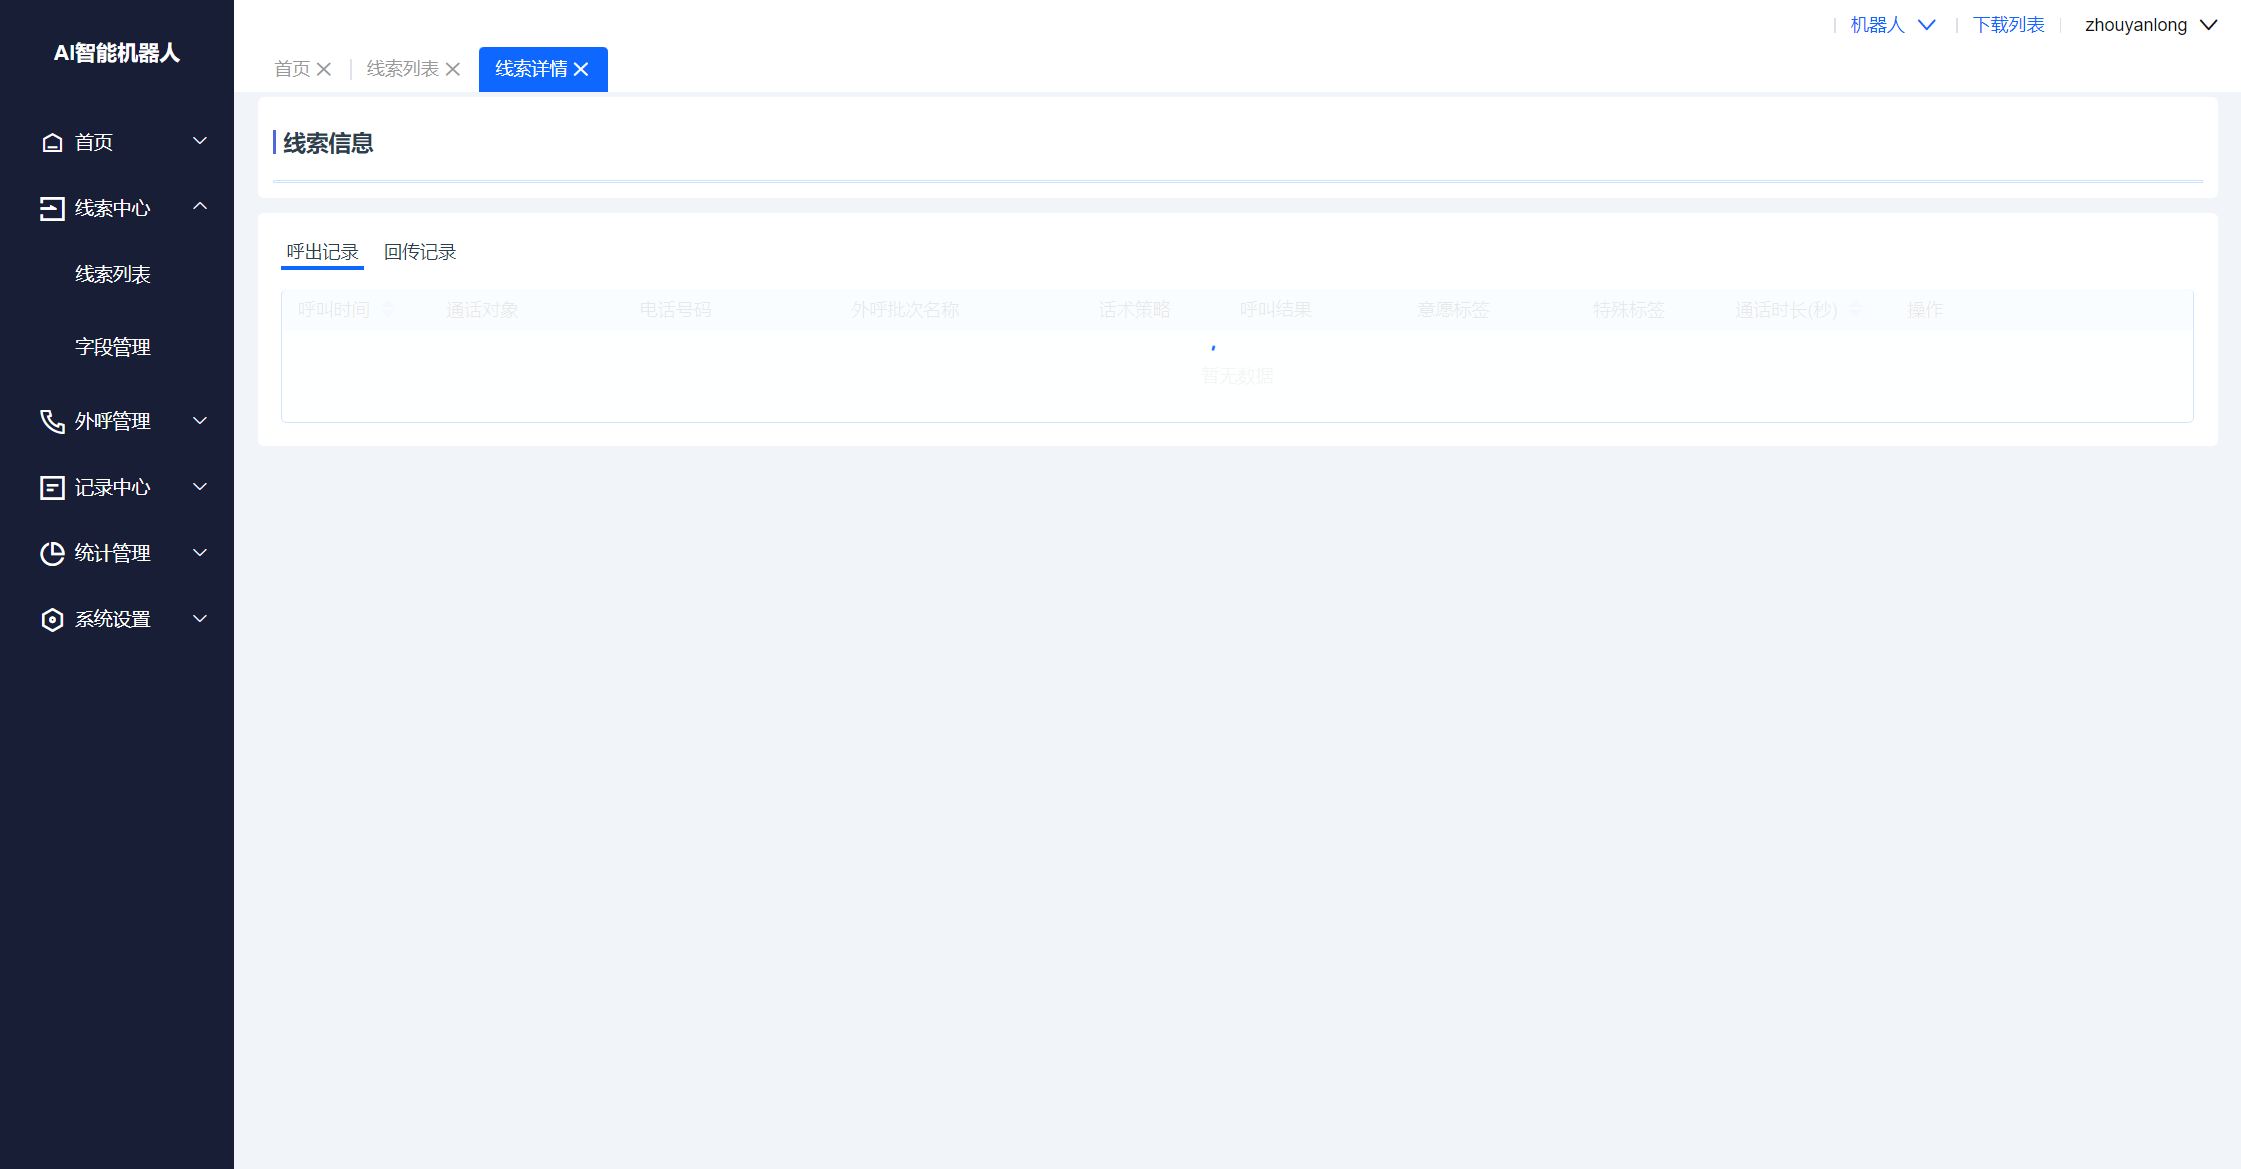 AI智能机器人
首页
线索中心
线索列表
字段管理
外呼管理
记录中心
统计管理
系统设置
机器人 下载列表 zhouyanlong
首页 线索列表 线索详情
线索信息
呼出记录 回传记录
呼叫时间 通话对象 电话号码 外呼批次名称 话术策略 呼叫结果 意愿标签 特殊标签 通话时长(秒) 操作
暂无数据